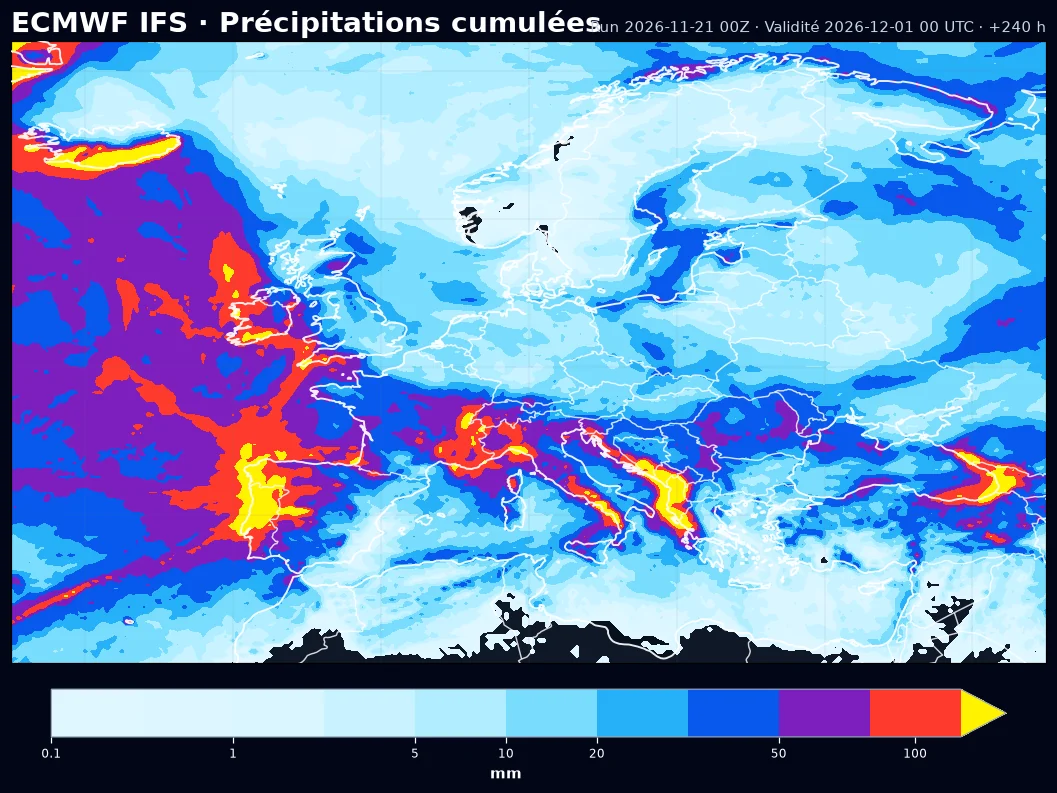 ECMWF IFS · Précipitations cumulées
Run 2026-11-21 00Z · Validité 2026-12-01 00 UTC · +240 h
0.1 1 5 10 20 50 100
mm